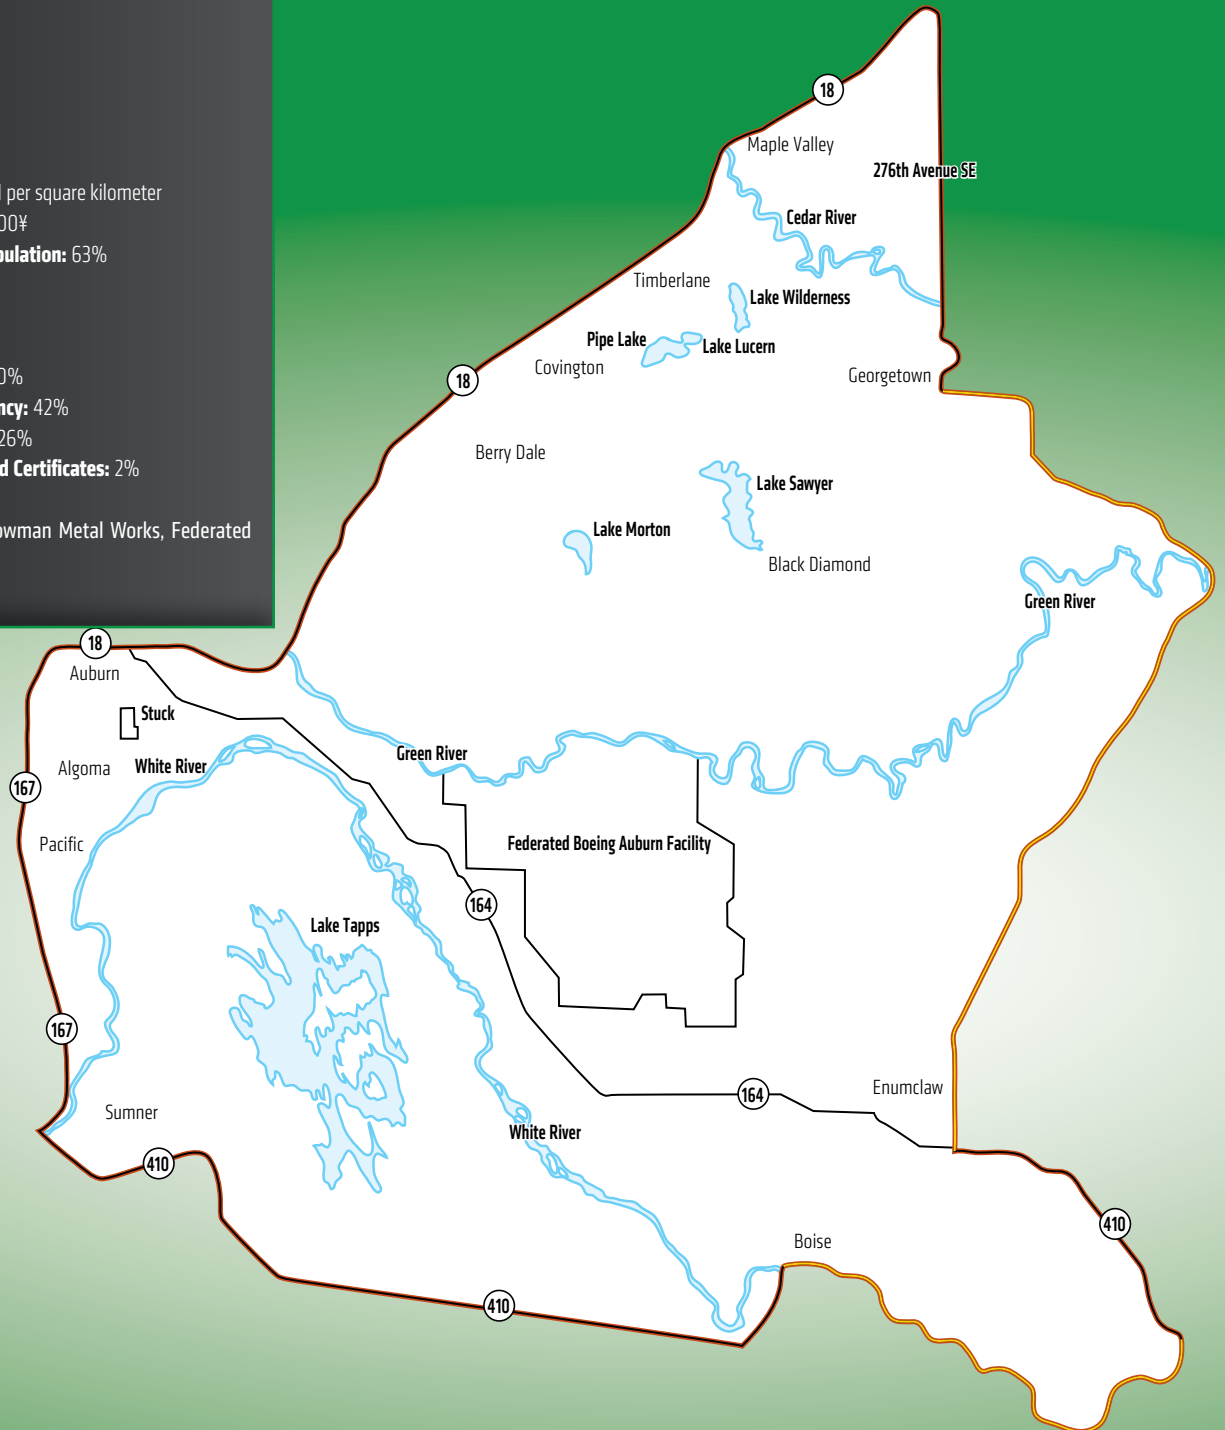 per square kilometer
00¥
pulation: 63%
0%
ncy: 42%
26%
d Certificates: 2%
owman Metal Works, Federated
18
Maple Valley
276th Avenue SE
Cedar River
Timberlane
Lake Wilderness
Pipe Lake
Lake Lucern
Covington
Georgetown
18
Berry Dale
Lake Sawyer
Lake Morton
Black Diamond
Green River
18
Auburn
Stuck
Green River
Algoma
White River
167
Pacific
Federated Boeing Auburn Facility
164
Lake Tapps
167
Enumclaw
164
Sumner
White River
410
410
Boise
410